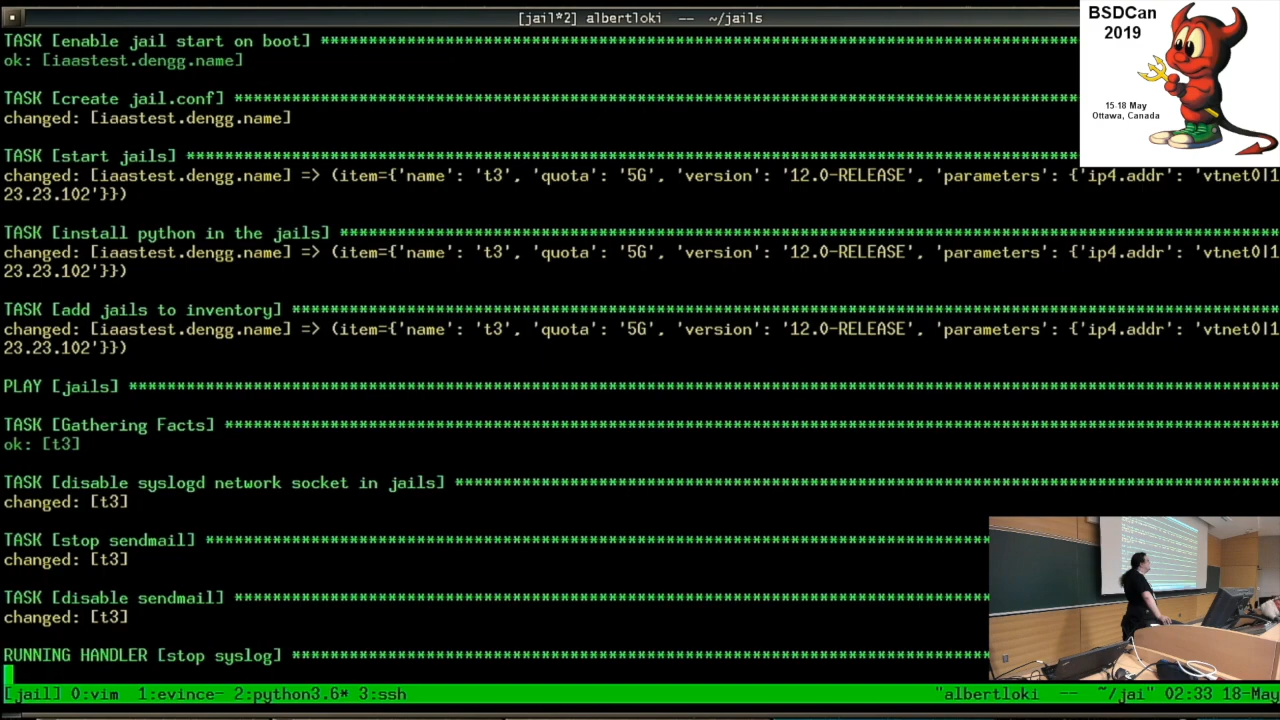 [jail*2] albertloki -- ~/jails
BSDCan
2019
15-18 May
Ottawa, Canada
TASK [enable jail start on boot] *******************************************************************************
ok: [iaastest.dengg.name]
TASK [create jail.conf] ****************************************************************************************
changed: [iaastest.dengg.name]
TASK [start jails] *********************************************************************************************
changed: [iaastest.dengg.name] => (item={'name': 't3', 'quota': '5G', 'version': '12.0-RELEASE', 'parameters': {'ip4.addr': 'vtnet0|1
23.23.102'}})
TASK [install python in the jails] *****************************************************************************
changed: [iaastest.dengg.name] => (item={'name': 't3', 'quota': '5G', 'version': '12.0-RELEASE', 'parameters': {'ip4.addr': 'vtnet0|1
23.23.102'}})
TASK [add jails to inventory] **********************************************************************************
changed: [iaastest.dengg.name] => (item={'name': 't3', 'quota': '5G', 'version': '12.0-RELEASE', 'parameters': {'ip4.addr': 'vtnet0|1
23.23.102'}})
PLAY [jails] ************************************************************************************************************************
TASK [Gathering Facts] **************************************************************************************************************
ok: [t3]
TASK [disable syslogd network socket in jails] **************************************************************************************
changed: [t3]
TASK [stop sendmail] **********************************************************************************
changed: [t3]
TASK [disable sendmail] *******************************************************************************
changed: [t3]
RUNNING HANDLER [stop syslog] *************************************************************************
[jail] 0:vim 1:evince- 2:python3.6* 3:ssh "albertloki -- ~/jai" 02:33 18-May